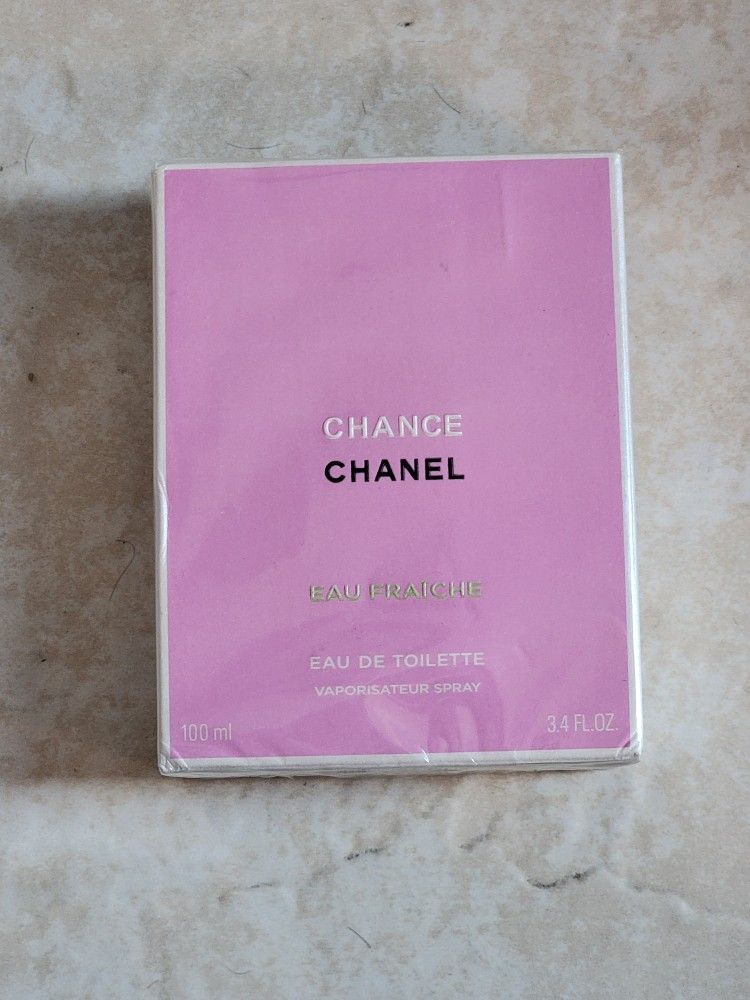 CHANCE
CHANEL
EAU FRAÎCHE
EAU DE TOILETTE
VAPORISATEUR SPRAY
100 ml 3.4 FL.OZ.